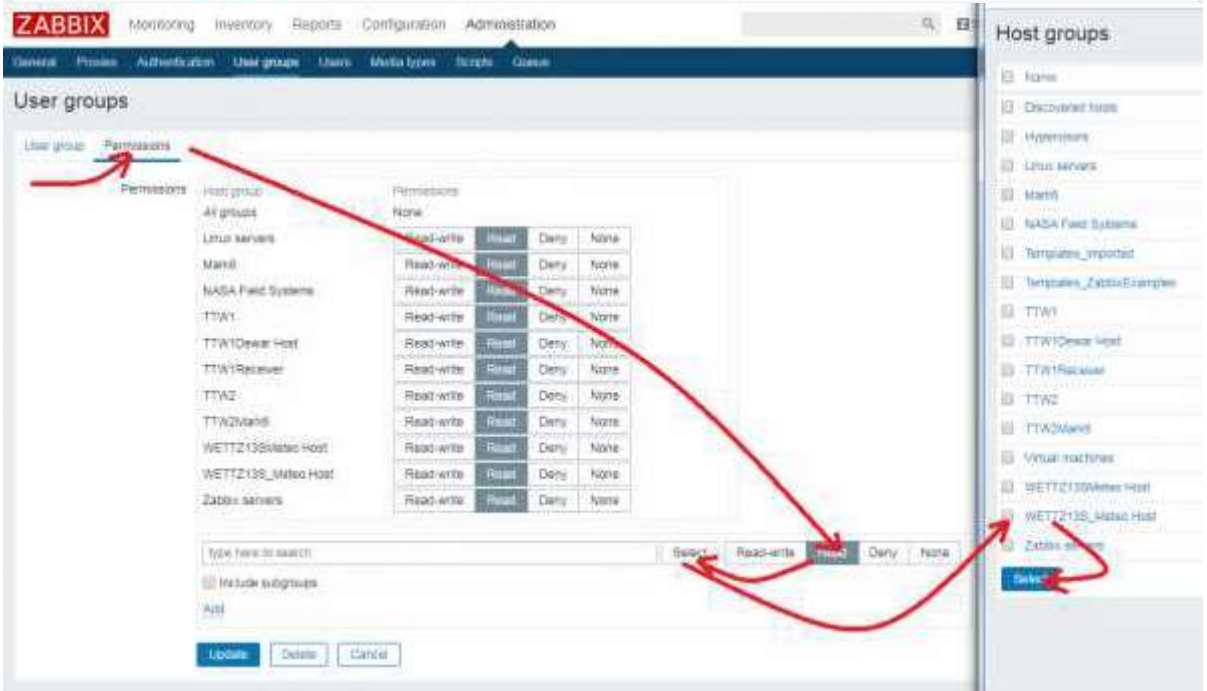 ZABBIX Monitoring Inventory Reports Configuration Administration
General Proxies Authentication User groups Users Media types Scripts Queue
User groups
User group Permissions
Permissions Host group Permissions
All groups None
Linux servers Read-write Read Deny None
Mark6 Read-write Read Deny None
NASA Field Systems Read-write Read Deny None
TTW1 Read-write Read Deny None
TTW1Dewar Host Read-write Read Deny None
TTW1Receiver Read-write Read Deny None
TTW2 Read-write Read Deny None
TTW2Mark6 Read-write Read Deny None
WETTZ13SMeteo Host Read-write Read Deny None
WETTZ13S_Meteo Host Read-write Read Deny None
Zabbix servers Read-write Read Deny None
type here to search Select Read-write Read Deny None
Include subgroups
Add
Update Delete Cancel
Host groups
Name
Discovered hosts
Hypervisors
Linux servers
Mark6
NASA Field Systems
Templates_imported
Templates_ZabbixExamples
TTW1
TTW1Dewar Host
TTW1Receiver
TTW2
TTW2Mark6
Virtual machines
WETTZ13SMeteo Host
WETTZ13S_Meteo Host
Zabbix servers
Select